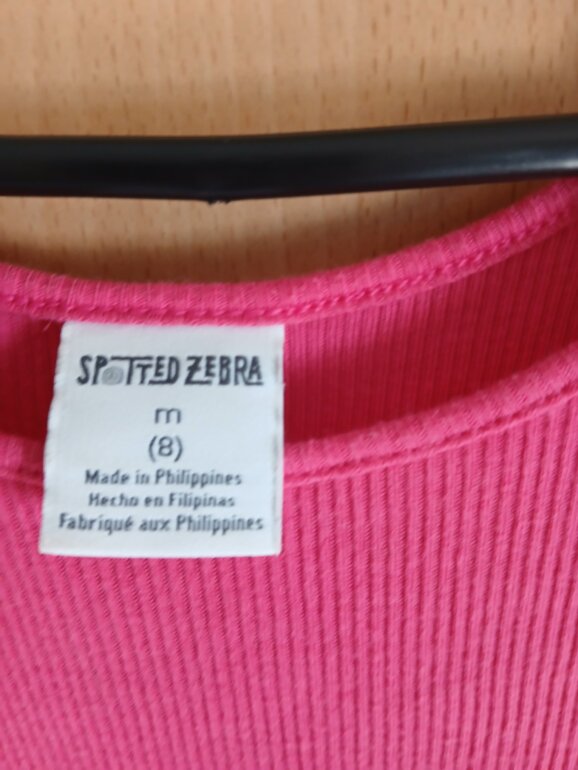 SPOTTED ZEBRA
m
(8)
Made in Philippines
Hecho en Filipinas
Fabriqué aux Philippines